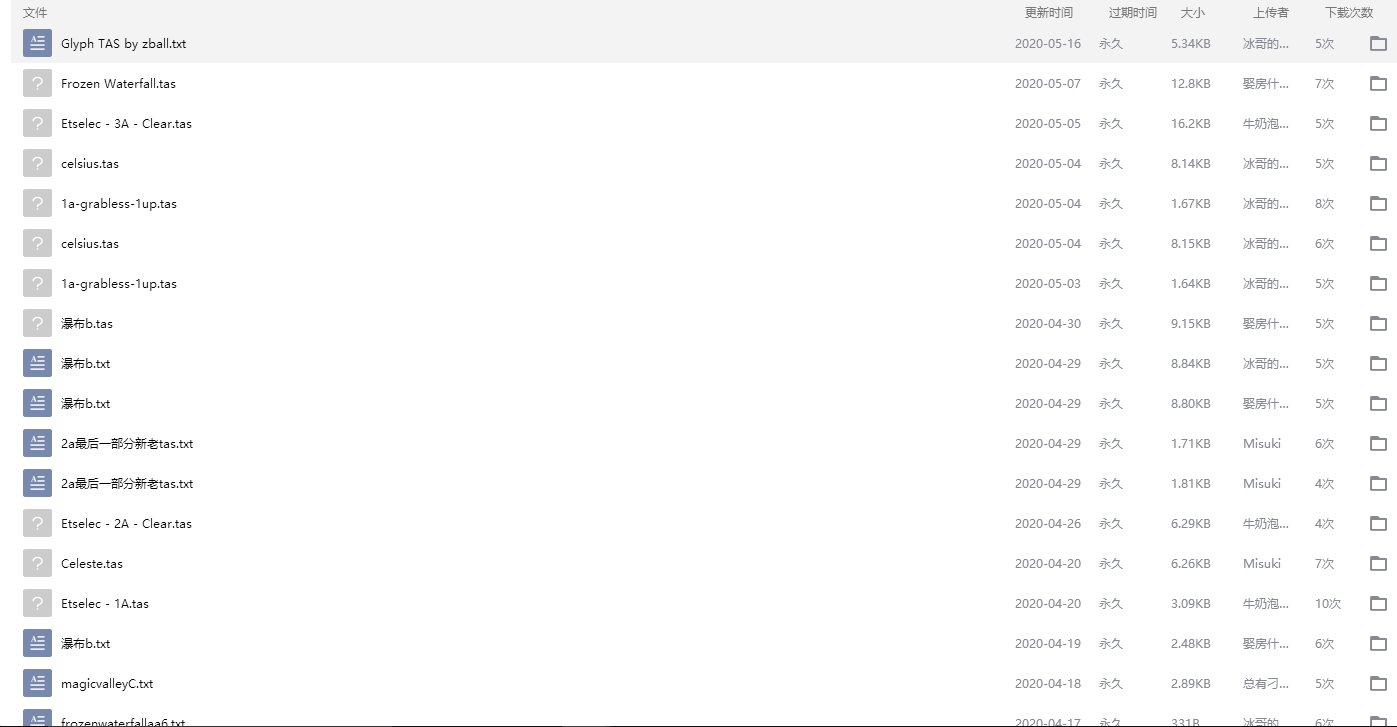 文件 更新时间 过期时间 大小 上传者 下载次数
Glyph TAS by zball.txt 2020-05-16 永久 5.34KB 冰哥的... 5次
Frozen Waterfall.tas 2020-05-07 永久 12.8KB 娶房什... 7次
Etselec - 3A - Clear.tas 2020-05-05 永久 16.2KB 牛奶泡... 5次
celsius.tas 2020-05-04 永久 8.14KB 冰哥的... 5次
1a-grabless-1up.tas 2020-05-04 永久 1.67KB 冰哥的... 8次
celsius.tas 2020-05-04 永久 8.15KB 冰哥的... 6次
1a-grabless-1up.tas 2020-05-03 永久 1.64KB 冰哥的... 5次
瀑布b.tas 2020-04-30 永久 9.15KB 娶房什... 5次
瀑布b.txt 2020-04-29 永久 8.84KB 冰哥的... 5次
瀑布b.txt 2020-04-29 永久 8.80KB 娶房什... 5次
2a最后一部分新老tas.txt 2020-04-29 永久 1.71KB Misuki 6次
2a最后一部分新老tas.txt 2020-04-29 永久 1.81KB Misuki 4次
Etselec - 2A - Clear.tas 2020-04-26 永久 6.29KB 牛奶泡... 4次
Celeste.tas 2020-04-20 永久 6.26KB Misuki 7次
Etselec - 1A.tas 2020-04-20 永久 3.09KB 牛奶泡... 10次
瀑布b.txt 2020-04-19 永久 2.48KB 娶房什... 6次
magicvalleyC.txt 2020-04-18 永久 2.89KB 总有刁... 5次
frozenwaterfallaa6.txt 2020-04-17 永久 331B 冰哥的... 6次